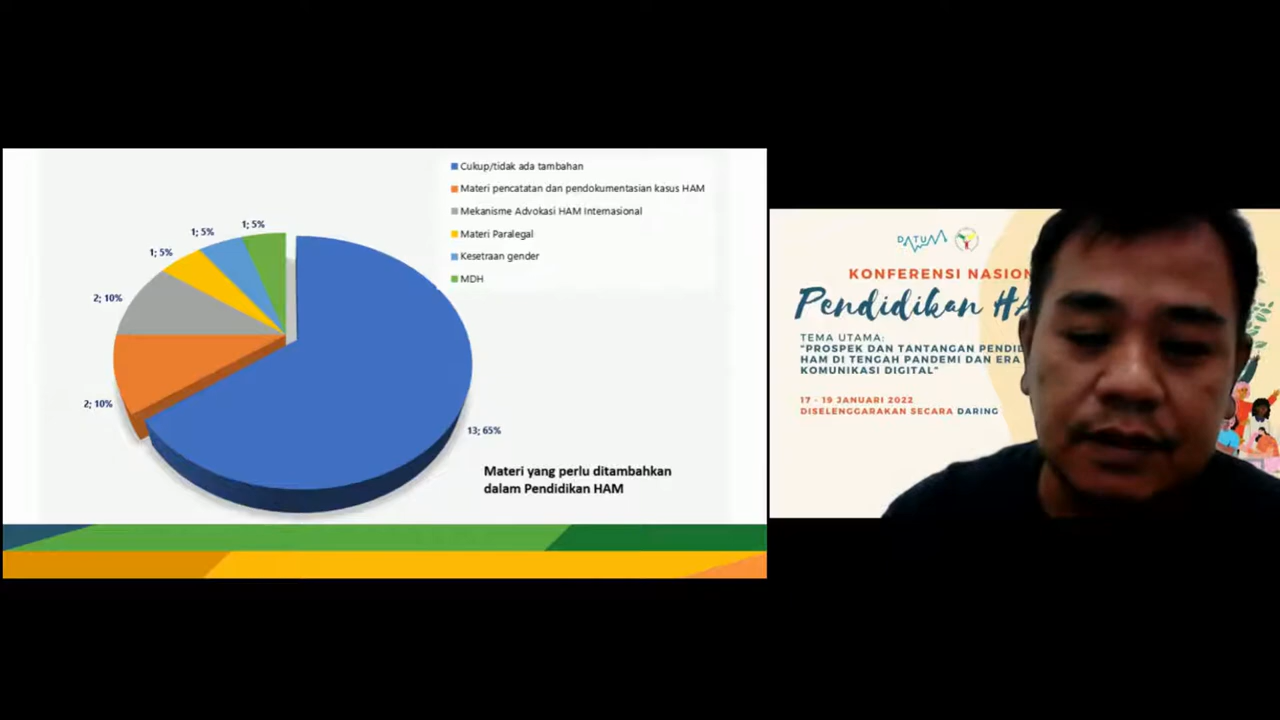 Cukup/tidak ada tambahan
Materi pencatatan dan pendokumentasian kasus HAM
Mekanisme Advokasi HAM Internasional
Materi Paralegal
Kesetraan gender
MDH
1; 5%
1; 5%
1; 5%
2; 10%
2; 10%
13; 65%
Materi yang perlu ditambahkan
dalam Pendidikan HAM
DATUM
KONFERENSI NASION
Pendidikan HA
TEMA UTAMA:
"PROSPEK DAN TANTANGAN PENDID
HAM DI TENGAH PANDEMI DAN ERA
KOMUNIKASI DIGITAL"
17 - 19 JANUARI 2022
DISELENGGARAKAN SECARA DARING